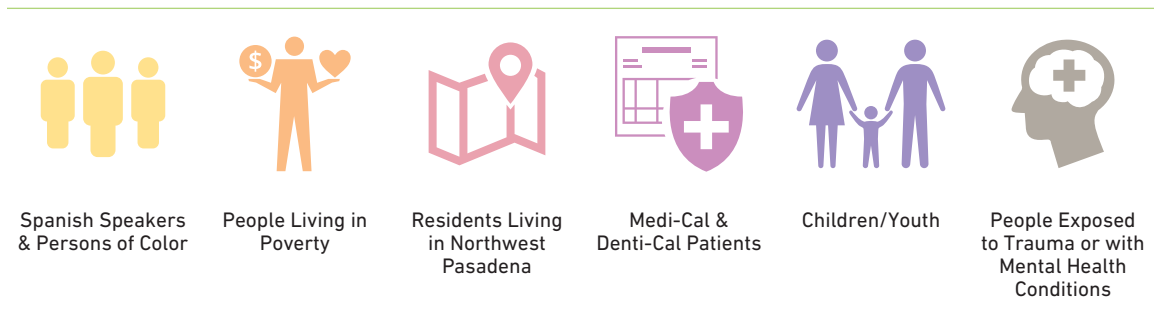 $
Spanish Speakers
& Persons of Color
People Living in
Poverty
Residents Living
in Northwest
Pasadena
Medi-Cal &
Denti-Cal Patients
Children/Youth
People Exposed
to Trauma or with
Mental Health
Conditions